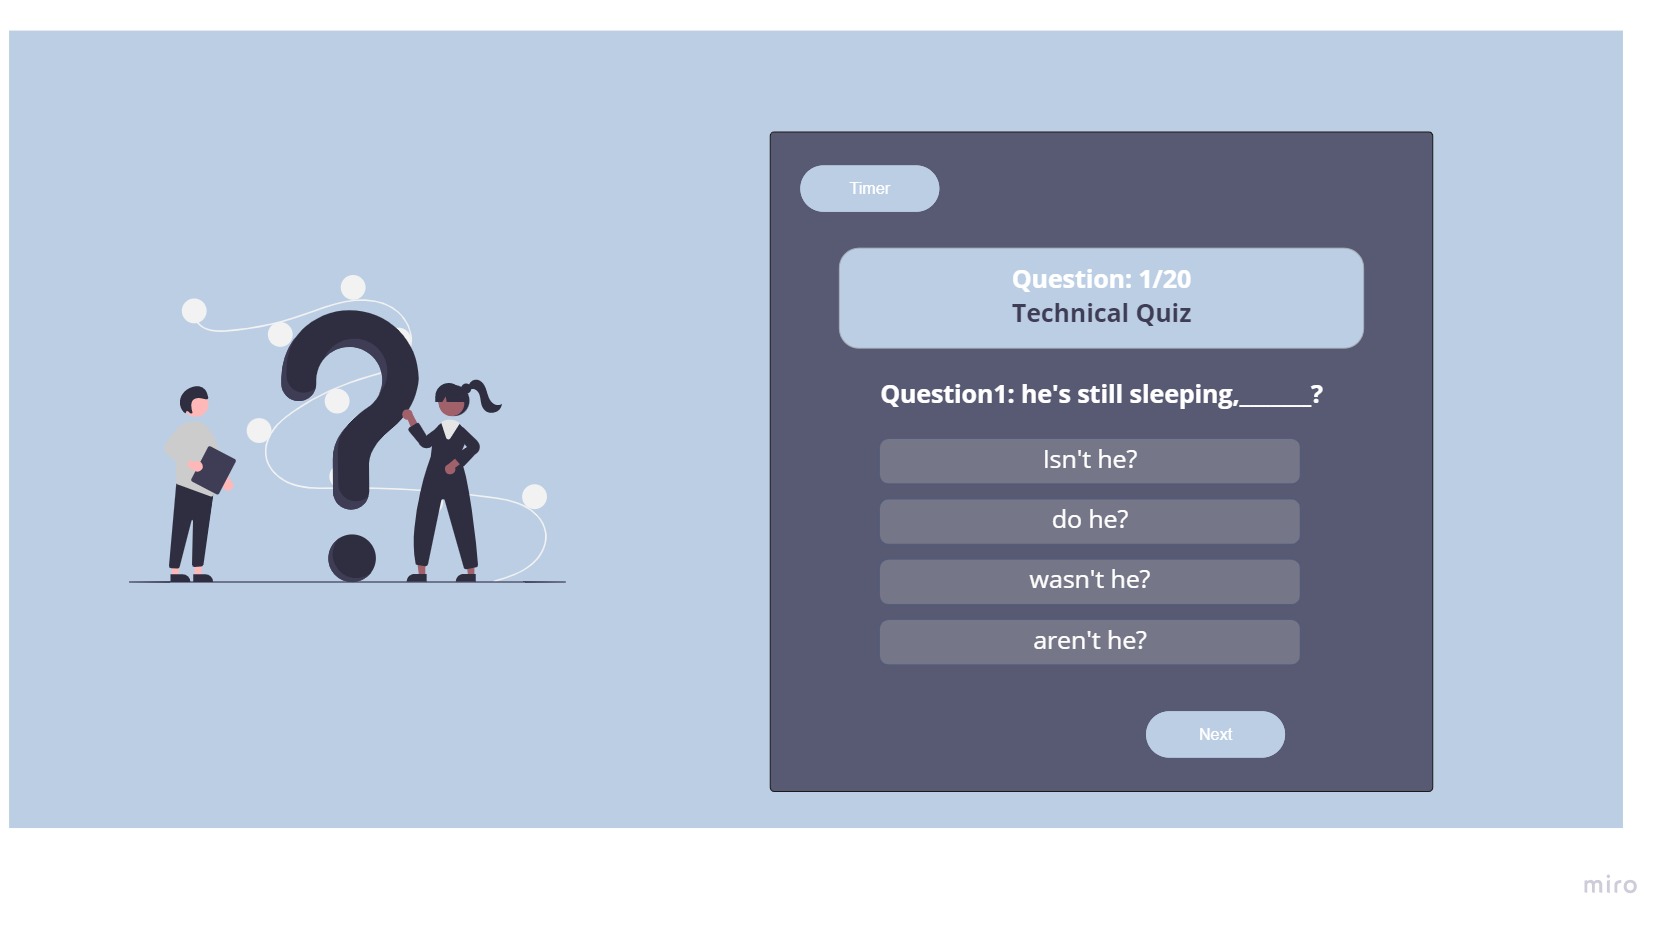 Timer
Question: 1/20
Technical Quiz
Question1: he's still sleeping,______?
Isn't he?
do he?
wasn't he?
aren't he?
Next
miro